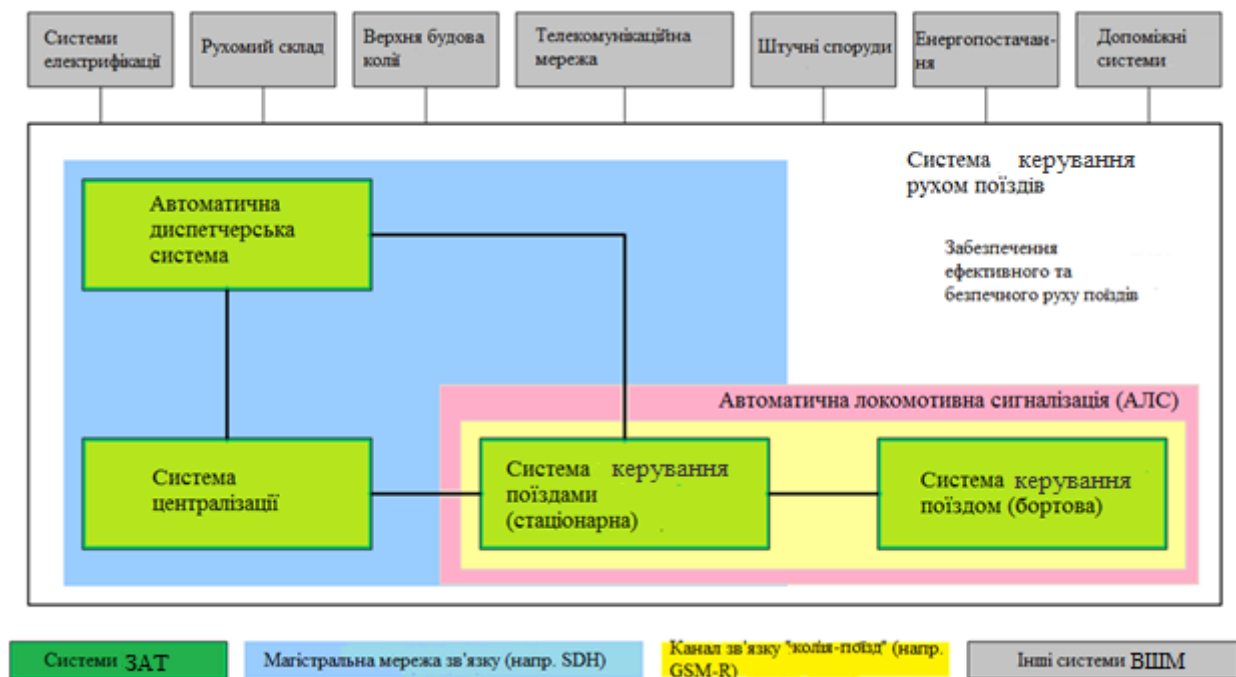 Системи
електрифікації
Рухомий склад
Верхня будова
колії
Телекомунікаційна
мережа
Штучні споруди
Енергопостачан-
ня
Допоміжні
системи
Система керування
рухом поїздів
Забезпечення
ефективного та
безпечного руху поїздів
Автоматична
диспетчерська
система
Автоматична локомотивна сигналізація (АЛС)
Система
централізації
Система керування
поїздами
(стаціонарна)
Система керування
поїздом (бортова)
Системи ЗАТ
Магістральна мережа зв'язку (напр. SDH)
Канал зв'язку "колія-поїзд" (напр.
GSM-R)
Інші системи ВШМ